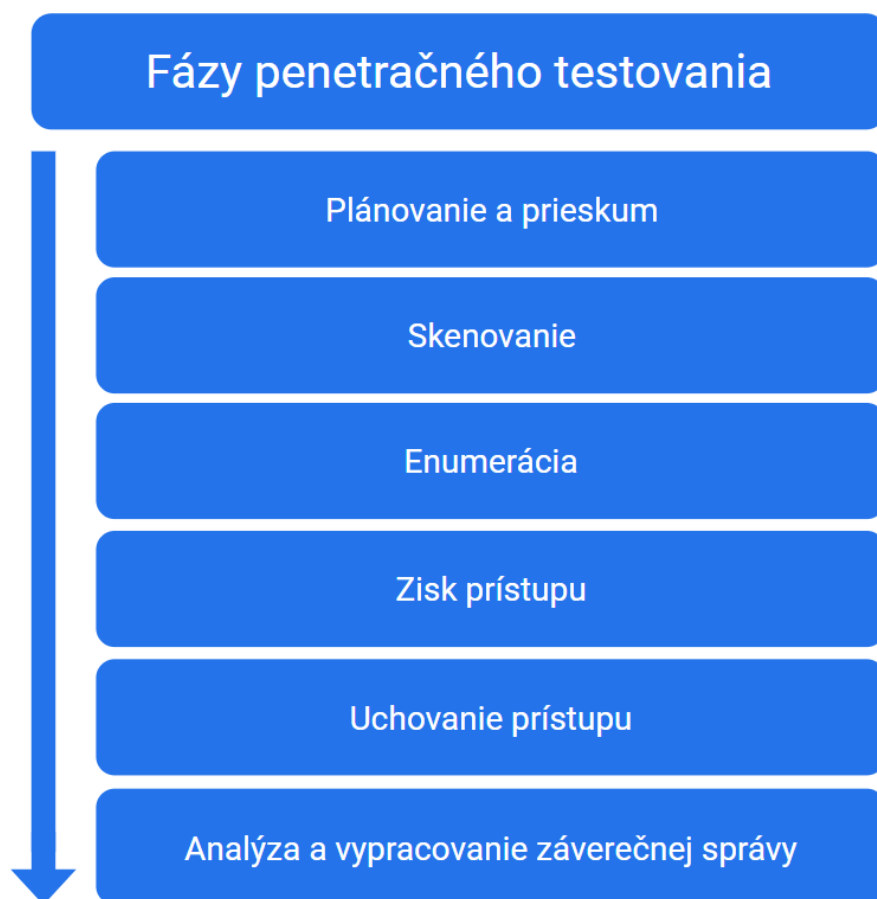 Fázy penetračného testovania
Plánovanie a prieskum
Skenovanie
Enumerácia
Zisk prístupu
Uchovanie prístupu
Analýza a vypracovanie záverečnej správy